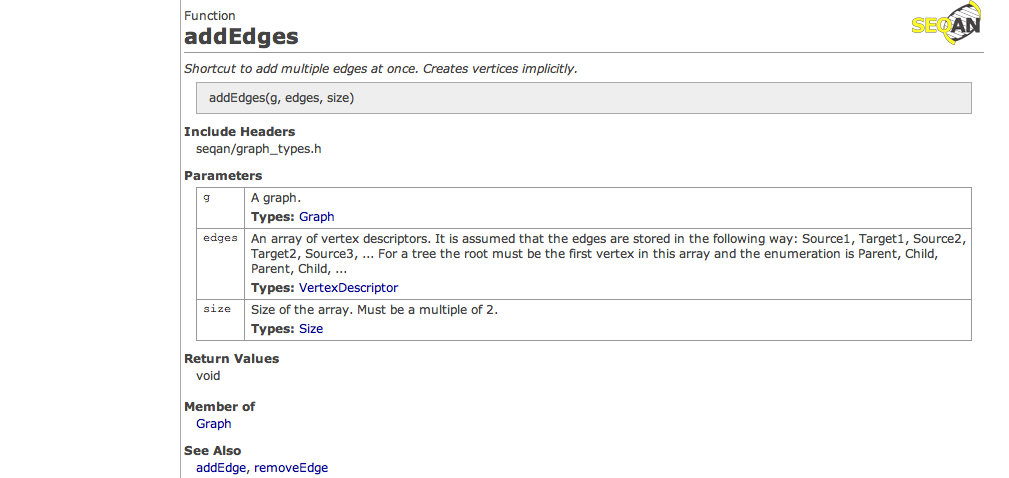 Function
SEQAN
addEdges
Shortcut to add multiple edges at once. Creates vertices implicitly.
addEdges(g, edges, size)
Include Headers
seqan/graph_types.h
Parameters
g A graph.
Types: Graph
edges An array of vertex descriptors. It is assumed that the edges are stored in the following way: Source1, Target1, Source2,
Target2, Source3, ... For a tree the root must be the first vertex in this array and the enumeration is Parent, Child,
Parent, Child, ...
Types: VertexDescriptor
size Size of the array. Must be a multiple of 2.
Types: Size
Return Values
void
Member of
Graph
See Also
addEdge, removeEdge